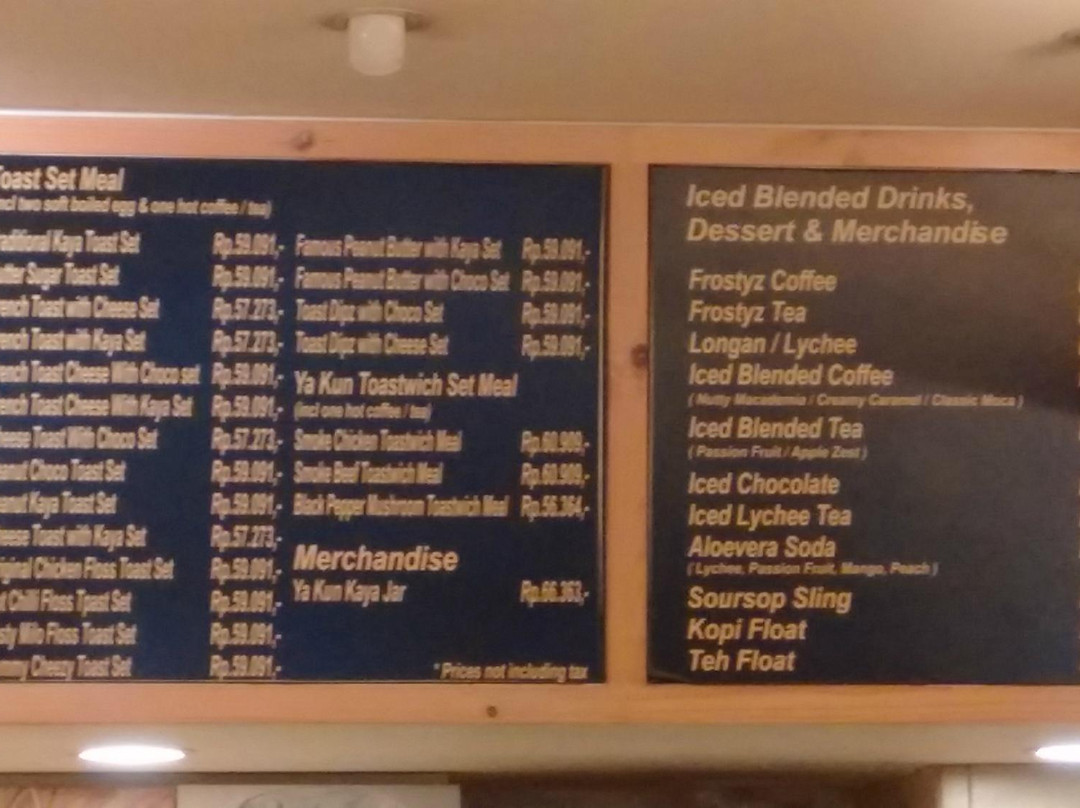 Toast Set Meal
incl two soft boiled egg & one hot coffee / tea)
raditional Kaya Toast Set Rp.59.091,-
utter Sugar Toast Set Rp.59.091,-
rench Toast with Cheese Set Rp.57.273,-
rench Toast with Kaya Set Rp.57.273,-
ench Toast Cheese With Choco set Rp.59.091,-
ench Toast Cheese With Kaya Set Rp.59.091,-
heese Toast With Choco Set Rp.57.273,-
eanut Choco Toast Set Rp.59.091,-
eanut Kaya Toast Set Rp.59.091,-
heese Toast with Kaya Set Rp.57.273,-
iginal Chicken Floss Toast Set Rp.59.091,-
t Chilli Floss Tpast Set Rp.59.091,-
sty Milo Floss Toast Set Rp.59.091,-
mmy Cheezy Toast Set Rp.59.091,-
Famous Peanut Butter with Kaya Set Rp.59.091,-
Famous Peanut Butter with Choco Set Rp.59.091,-
Toast Dipz with Choco Set Rp.59.091,-
Toast Dipz with Cheese Set Rp.59.091,-
Ya Kun Toastwich Set Meal
(incl one hot coffee / tea)
Smoke Chicken Toastwich Meal Rp.60.909,-
Smoke Beef Toastwich Meal Rp.60.909,-
Black Pepper Mushroom Toastwich Meal Rp.56.364,-
Merchandise
Ya Kun Kaya Jar Rp.66.363,-
* Prices not including tax
Iced Blended Drinks,
Dessert & Merchandise
Frostyz Coffee
Frostyz Tea
Longan / Lychee
Iced Blended Coffee
( Nutty Macadamia / Creamy Caramel / Classic Moca )
Iced Blended Tea
( Passion Fruit / Apple Zest )
Iced Chocolate
Iced Lychee Tea
Aloevera Soda
( Lychee, Passion Fruit, Mango, Peach )
Soursop Sling
Kopi Float
Teh Float